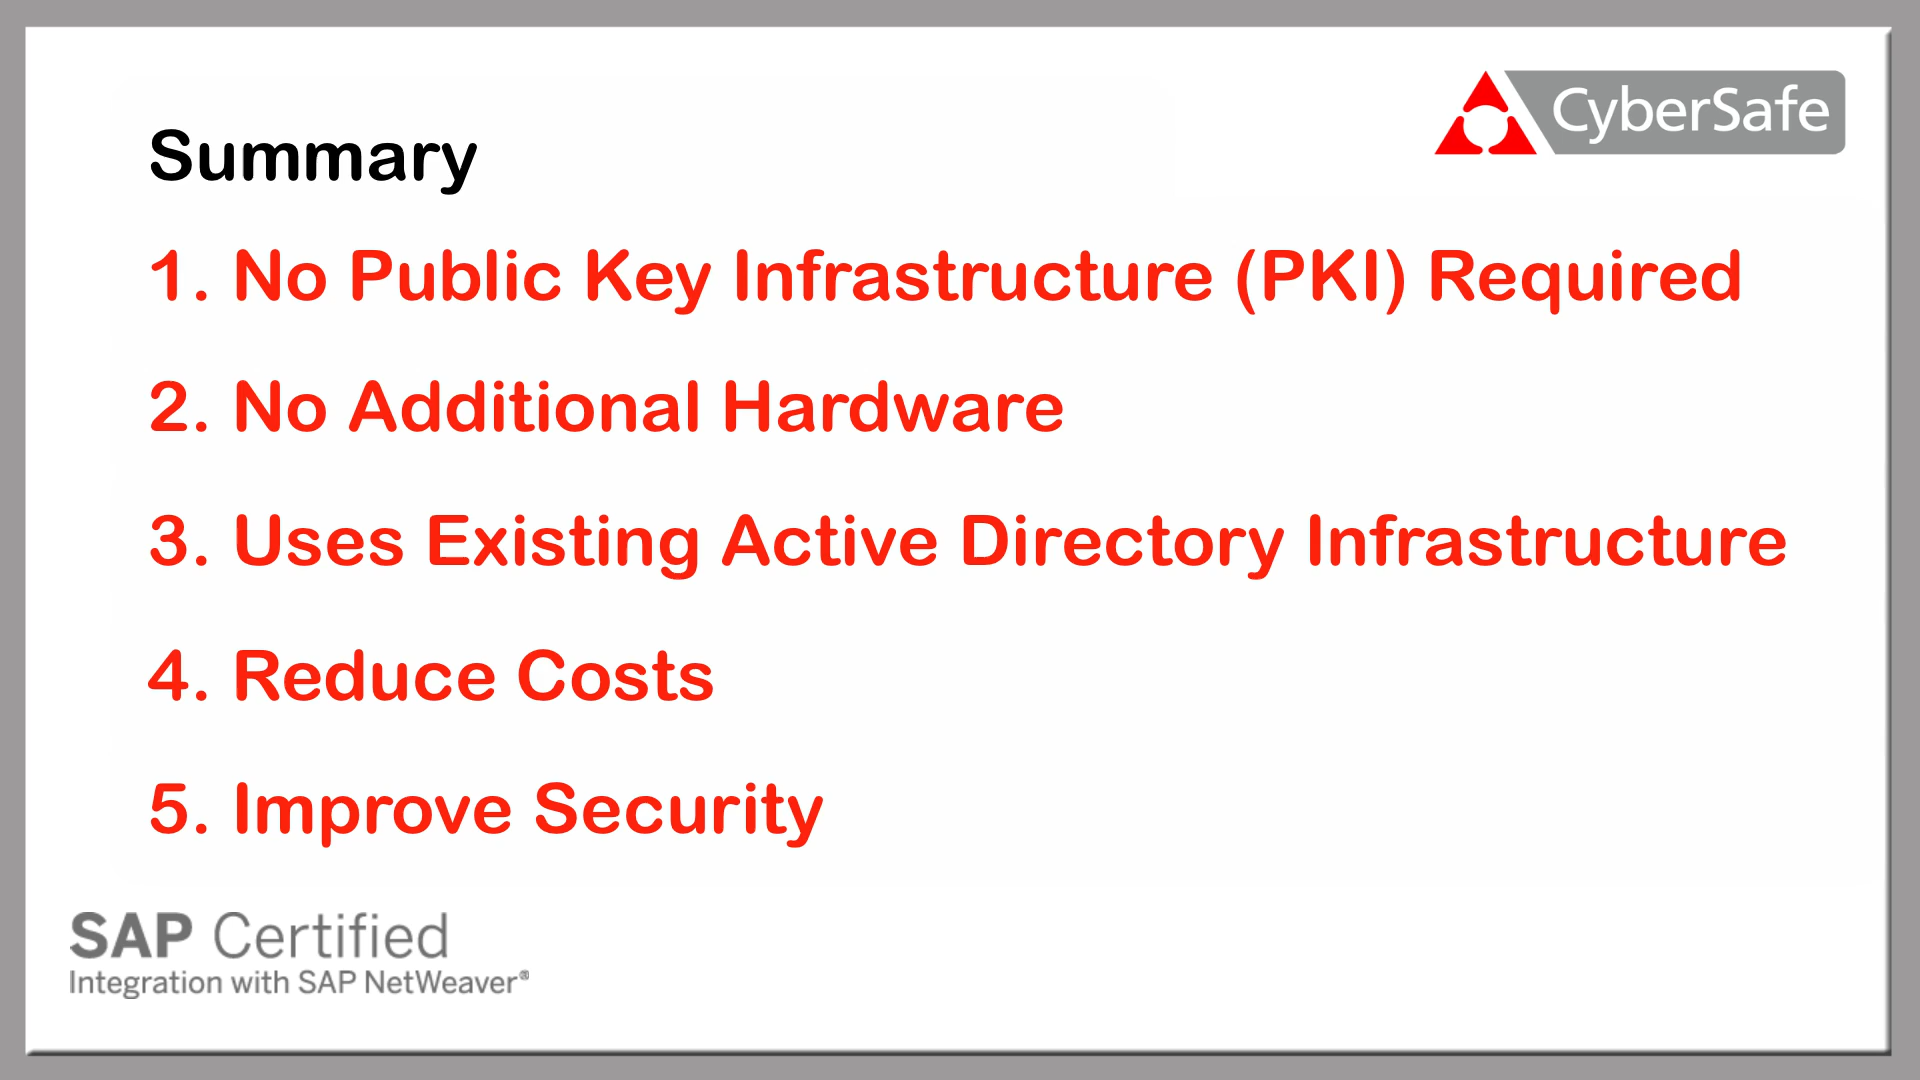 CyberSafe
Summary
1. No Public Key Infrastructure (PKI) Required
2. No Additional Hardware
3. Uses Existing Active Directory Infrastructure
4. Reduce Costs
5. Improve Security
SAP Certified
Integration with SAP NetWeaver®